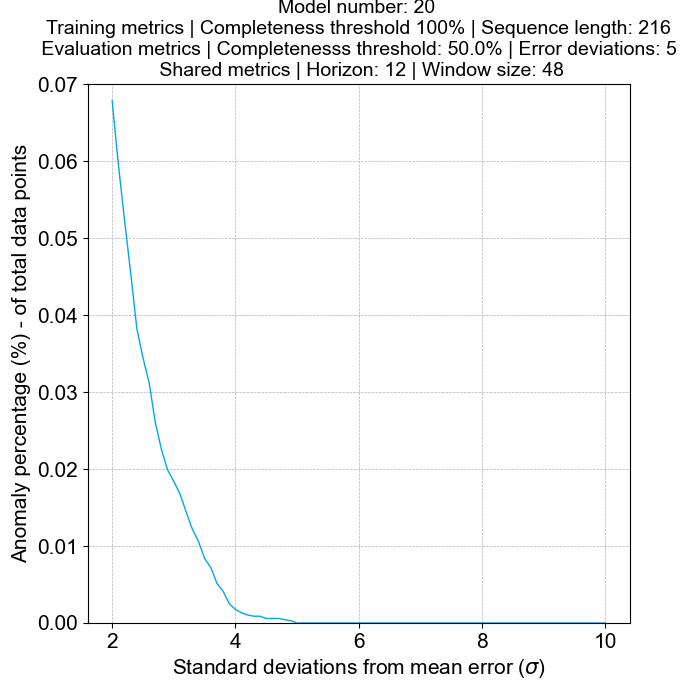 Model number: 20
Training metrics | Completeness threshold 100% | Sequence length: 216
Evaluation metrics | Completenesss threshold: 50.0% | Error deviations: 5
Shared metrics | Horizon: 12 | Window size: 48
0.07
0.06
0.05
0.04
0.03
0.02
0.01
0.00
Anomaly percentage (%) - of total data points
2 4 6 8 10
Standard deviations from mean error (σ)